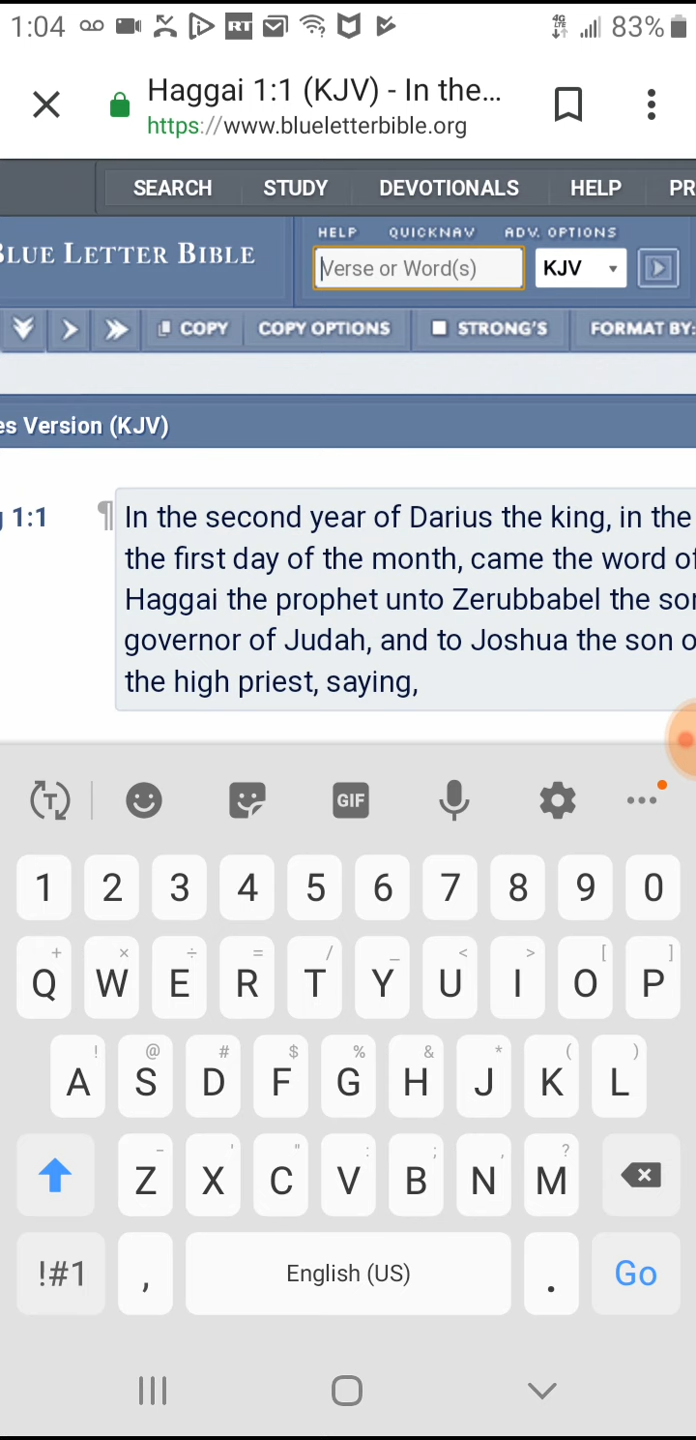 1:04 RT 4G LTE 83%
Haggai 1:1 (KJV) - In the...
https://www.blueletterbible.org
SEARCH STUDY DEVOTIONALS HELP PR
HELP QUICKNAV ADV. OPTIONS
BLUE LETTER BIBLE Verse or Word(s) KJV
COPY COPY OPTIONS STRONG'S FORMAT BY:
es Version (KJV)
1:1 ¶ In the second year of Darius the king, in the
the first day of the month, came the word of
Haggai the prophet unto Zerubbabel the son
governor of Judah, and to Joshua the son o
the high priest, saying,
T GIF ...
1 2 3 4 5 6 7 8 9 0
+ × ÷ = / _ < > [ ]
Q W E R T Y U I O P
! @ # $ % & * ( )
A S D F G H J K L
- ' " : ; , ?
Z X C V B N M
!#1 , English (US) . Go